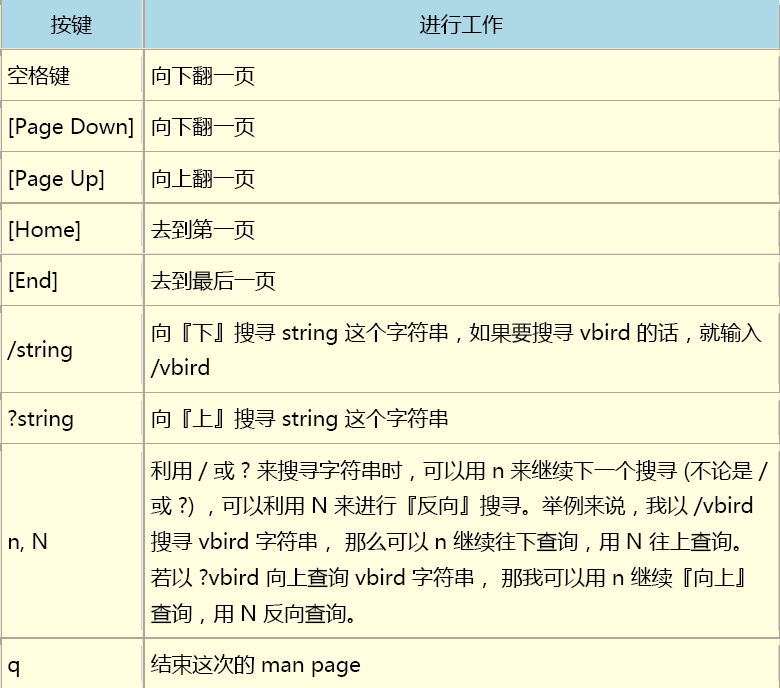 按键 进行工作
空格键 向下翻一页
[Page Down] 向下翻一页
[Page Up] 向上翻一页
[Home] 去到第一页
[End] 去到最后一页
/string 向『下』搜寻 string 这个字符串，如果要搜寻 vbird 的话，就输入
/vbird
?string 向『上』搜寻 string 这个字符串
n, N 利用 / 或 ? 来搜寻字符串时，可以用 n 来继续下一个搜寻 (不论是 /
或 ?) ，可以利用 N 来进行『反向』搜寻。举例来说，我以 /vbird
搜寻 vbird 字符串， 那么可以 n 继续往下查询，用 N 往上查询。
若以 ?vbird 向上查询 vbird 字符串， 那我可以用 n 继续『向上』
查询，用 N 反向查询。
q 结束这次的 man page